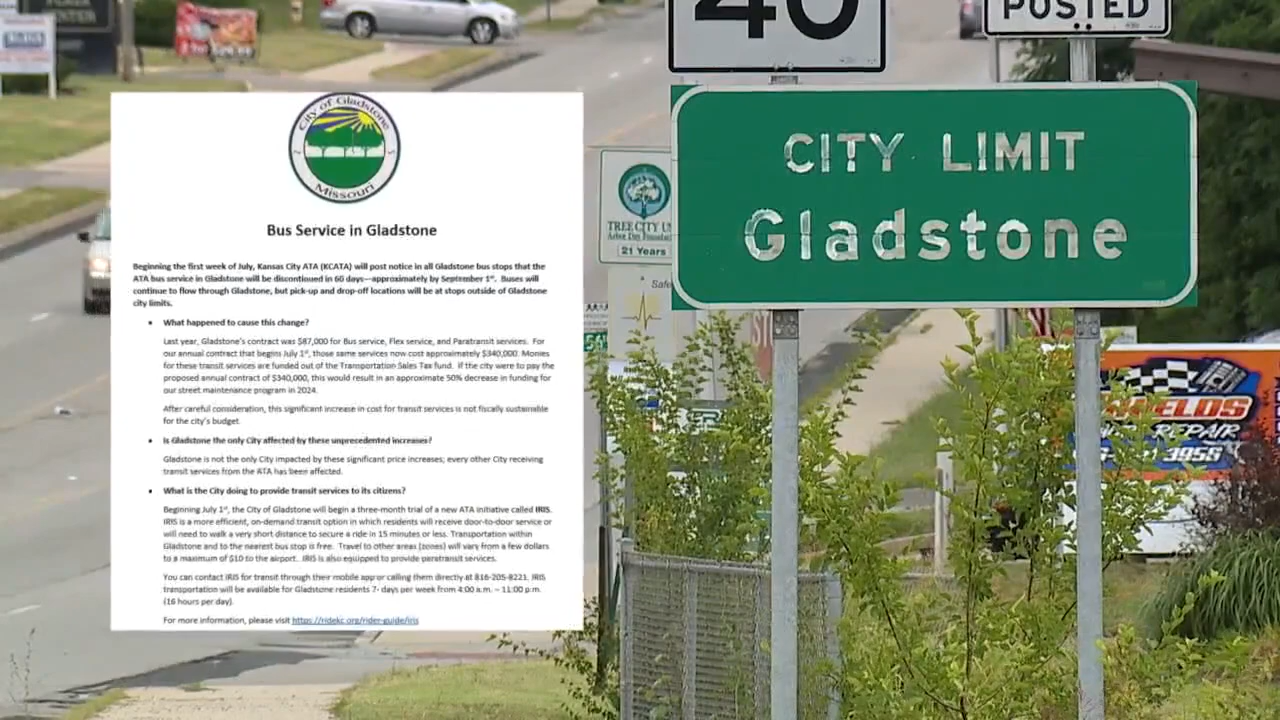 City of Gladstone
Missouri
Bus Service in Gladstone
Beginning the first week of July, Kansas City ATA (KCATA) will post notice in all Gladstone bus stops that the
ATA bus service in Gladstone will be discontinued in 60 days—approximately by September 1st. Buses will
continue to flow through Gladstone, but pick-up and drop-off locations will be at stops outside of Gladstone
city limits.
• What happened to cause this change?
Last year, Gladstone's contract was $87,000 for Bus service, Flex service, and Paratransit services. For
our annual contract that begins July 1st, those same services now cost approximately $340,000. Monies
for these transit services are funded out of the Transportation Sales Tax fund. If the city were to pay the
proposed annual contract of $340,000, this would result in an approximate 50% decrease in funding for
our street maintenance program in 2024.
After careful consideration, this significant increase in cost for transit services is not fiscally sustainable
for the city's budget.
• Is Gladstone the only City affected by these unprecedented increases?
Gladstone is not the only City impacted by these significant price increases; every other City receiving
transit services from the ATA has been affected.
• What is the City doing to provide transit services to its citizens?
Beginning July 1st, the City of Gladstone will begin a three-month trial of a new ATA initiative called IRIS.
IRIS is a more efficient, on-demand transit option in which residents will receive door-to-door service or
will need to walk a very short distance to secure a ride in 15 minutes or less. Transportation within
Gladstone and to the nearest bus stop is free. Travel to other areas (zones) will vary from a few dollars
to a maximum of $10 to the airport. IRIS is also equipped to provide paratransit services.
You can contact IRIS for transit through their mobile app or calling them directly at 816-205-8221. IRIS
transportation will be available for Gladstone residents 7- days per week from 4:00 a.m. – 11:00 p.m.
(16 hours per day).
For more information, please visit https://ridekc.org/rider-guide/iris
40
POSTED
CITY LIMIT
Gladstone
TREE CITY US
Arbor Day Foundation
21 Years
Safe
ST
REPAIR
3956